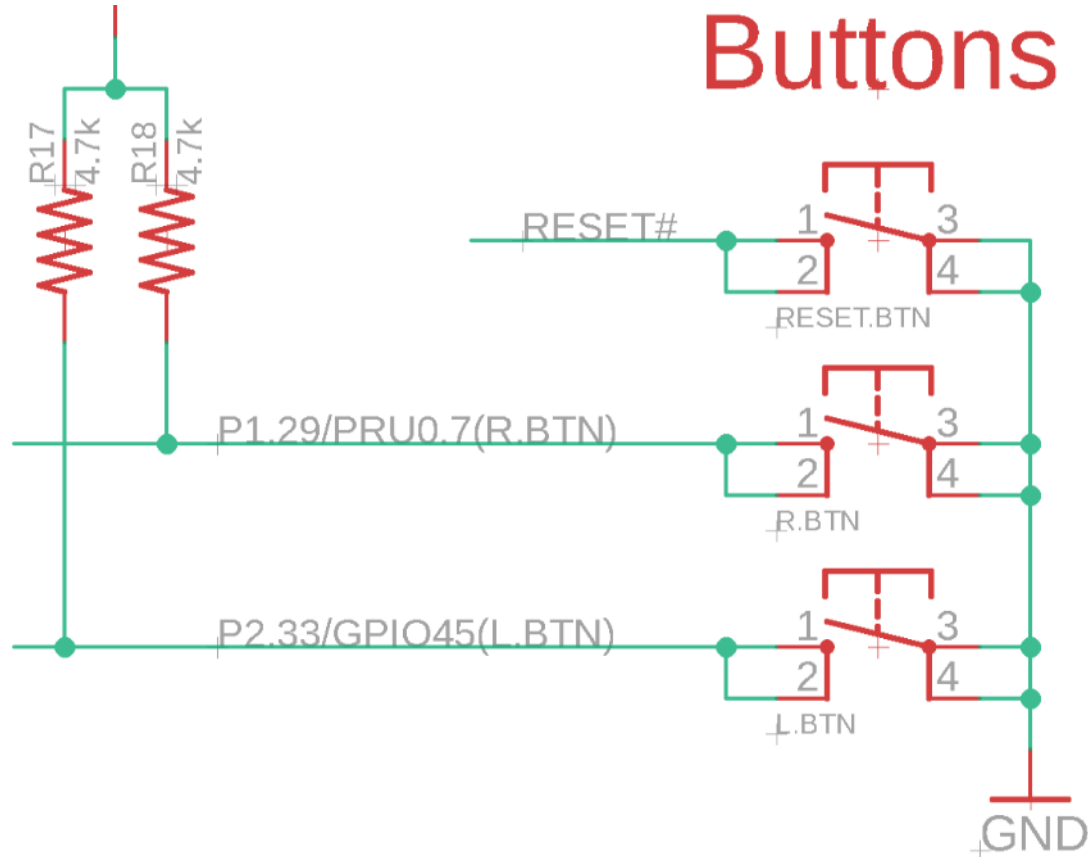 Buttons
R17
4.7k
R18
4.7k
RESET#
1
3
2
4
RESET.BTN
P1.29/PRU0.7(R.BTN)
1
3
2
4
R.BTN
P2.33/GPIO45(L.BTN)
1
3
2
4
L.BTN
GND